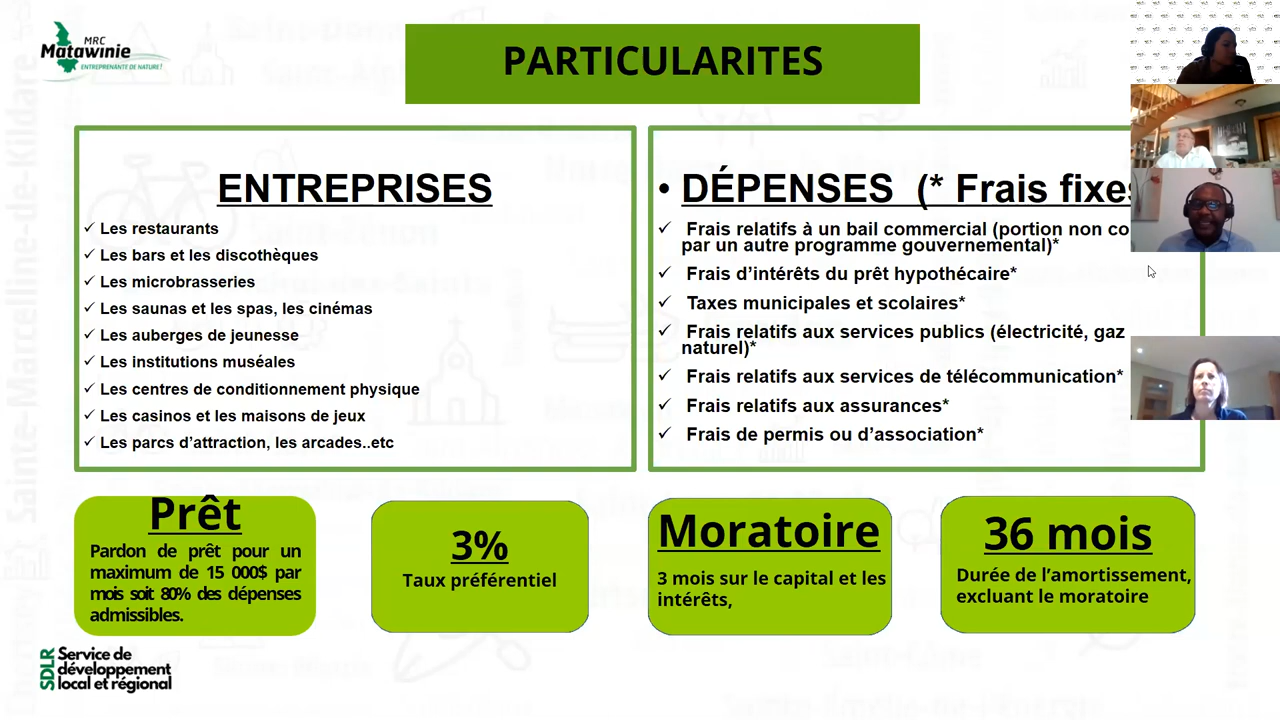 MRC
Matawinie
ENTREPRENANTE DE NATURE!
PARTICULARITES
ENTREPRISES
✓ Les restaurants
✓ Les bars et les discothèques
✓ Les microbrasseries
✓ Les saunas et les spas, les cinémas
✓ Les auberges de jeunesse
✓ Les institutions muséales
✓ Les centres de conditionnement physique
✓ Les casinos et les maisons de jeux
✓ Les parcs d’attraction, les arcades..etc
• DÉPENSES (* Frais fixes
✓ Frais relatifs à un bail commercial (portion non co
par un autre programme gouvernemental)*
✓ Frais d’intérêts du prêt hypothécaire*
✓ Taxes municipales et scolaires*
✓ Frais relatifs aux services publics (électricité, gaz
naturel)*
✓ Frais relatifs aux services de télécommunication*
✓ Frais relatifs aux assurances*
✓ Frais de permis ou d’association*
Prêt
Pardon de prêt pour un
maximum de 15 000$ par
mois soit 80% des dépenses
admissibles.
3%
Taux préférentiel
Moratoire
3 mois sur le capital et les
intérêts,
36 mois
Durée de l’amortissement,
excluant le moratoire
SDLR
Service de
développement
local et régional
Sainte-Marcelline-de-Kildare